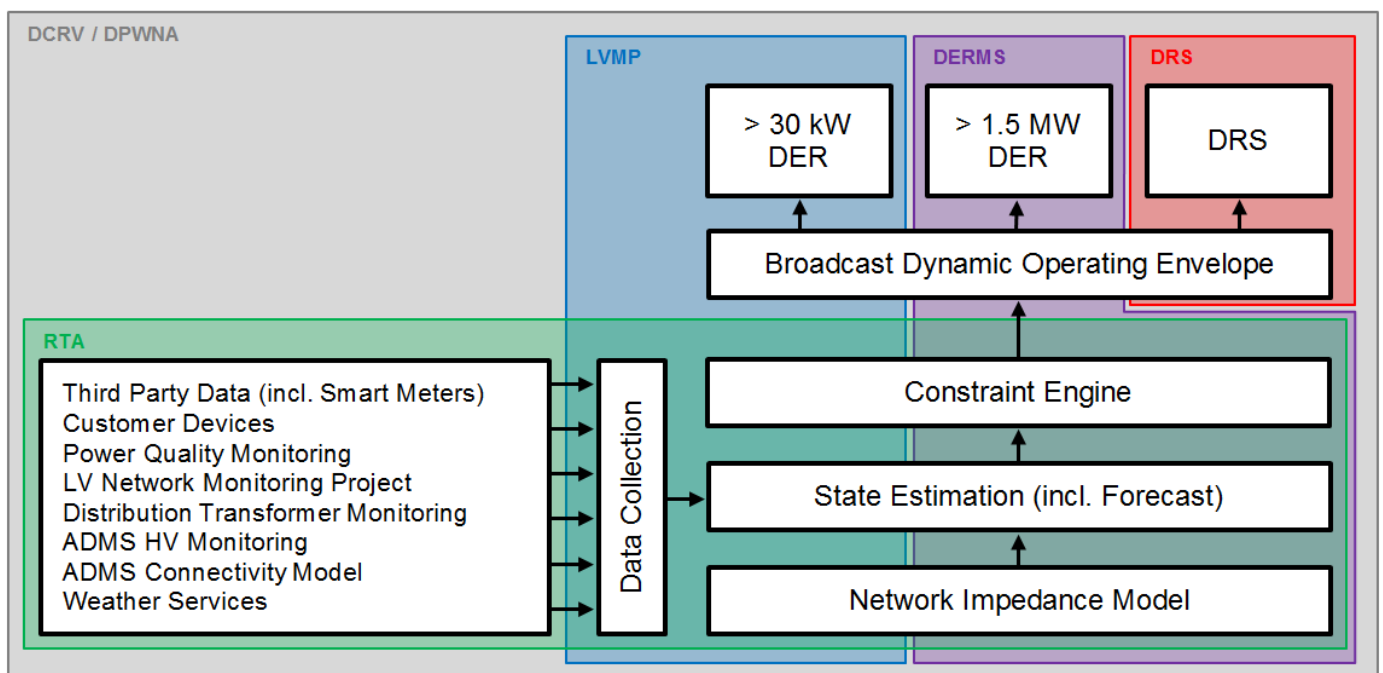 DCRV / DPWNA
LVMP
DERMS
DRS
> 30 kW
DER
> 1.5 MW
DER
DRS
Broadcast Dynamic Operating Envelope
RTA
Third Party Data (incl. Smart Meters)
Customer Devices
Power Quality Monitoring
LV Network Monitoring Project
Distribution Transformer Monitoring
ADMS HV Monitoring
ADMS Connectivity Model
Weather Services
Data Collection
Constraint Engine
State Estimation (incl. Forecast)
Network Impedance Model